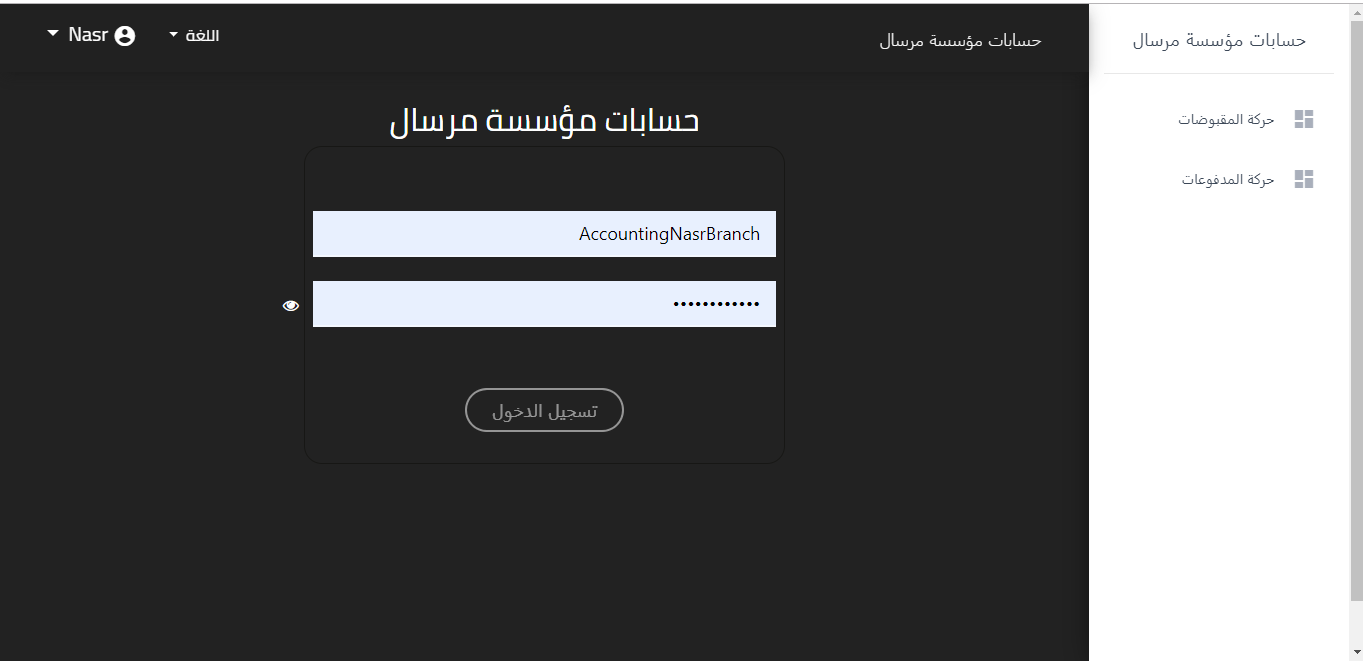 حسابات مؤسسة مرسال
حركة المقبوضات
حركة المدفوعات
حسابات مؤسسة مرسال
اللغة
Nasr
حسابات مؤسسة مرسال
AccountingNasrBranch
••••••••••••
تسجيل الدخول